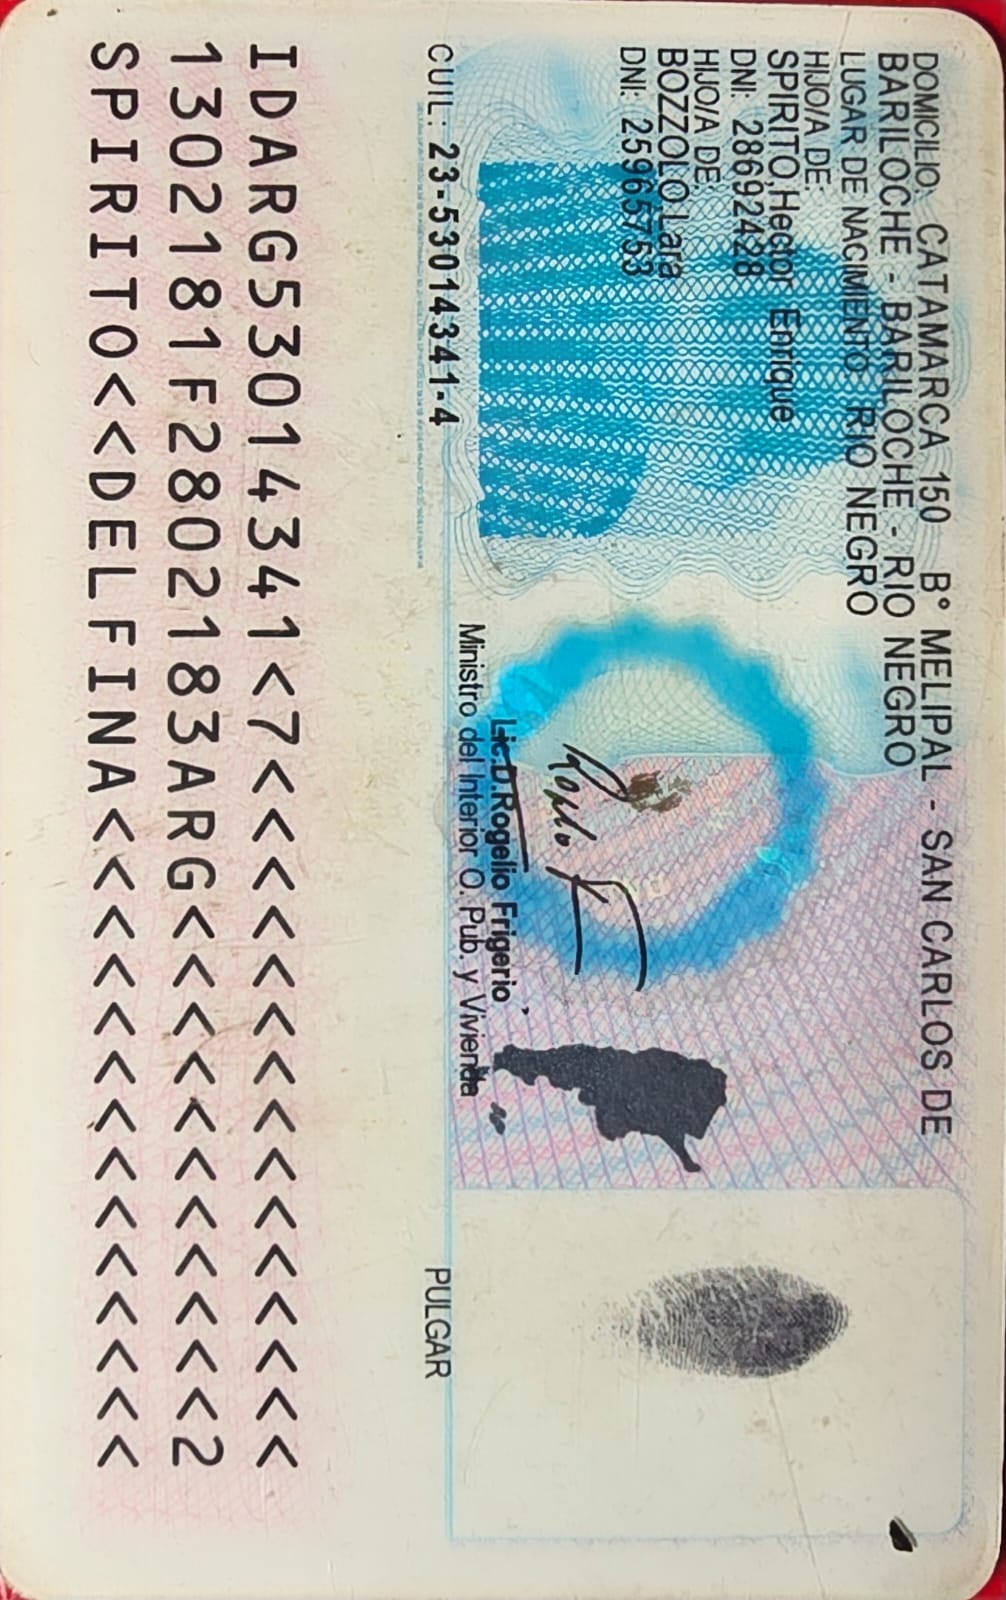 DOMICILIO: CATAMARCA 150 B° MELIPAL - SAN CARLOS DE
BARILOCHE - BARILOCHE - RIO NEGRO
LUGAR DE NACIMIENTO: RIO NEGRO
HIJO/A DE:
SPIRITO,Hector Enrique
DNI: 28692428
HIJO/A DE:
BOZZOLO,Lara
DNI: 25965753
Lic.D.Rogelio Frigerio
Ministro del Interior O. Pub. y Vivienda
CUIL: 23-53014341-4
PULGAR
IDARG53014341<7<<<<<<<<<<<<<<<
1302181F2802183ARG<<<<<<<<<<<2
SPIRITO<<DELFINA<<<<<<<<<<<<<<